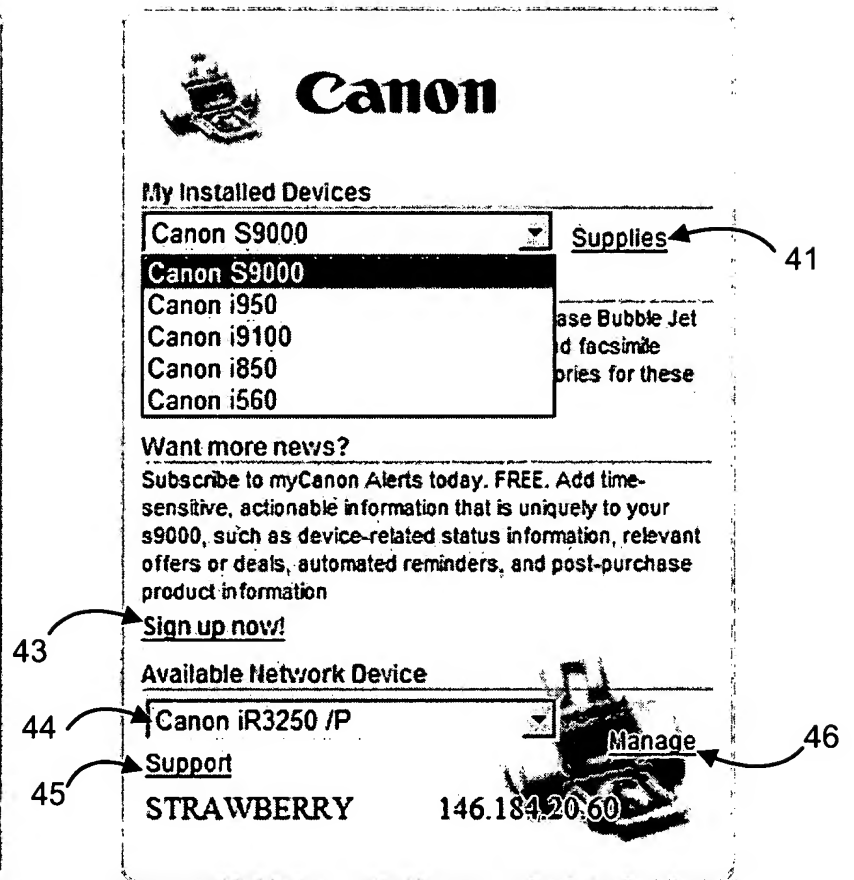 Canon
My Installed Devices
Canon S9000
Supplies
41
Canon S9000
Canon i950
Canon i9100
Canon i850
Canon i560
ase Bubble Jet
d facsimile
ories for these
Want more news?
Subscribe to myCanon Alerts today. FREE. Add time-
sensitive, actionable information that is uniquely to your
s9000, such as device-related status information, relevant
offers or deals, automated reminders, and post-purchase
product information
43
Sign up now!
Available Network Device
44
Canon iR3250 /P
Manage
46
45
Support
STRAWBERRY 146.184.20.60